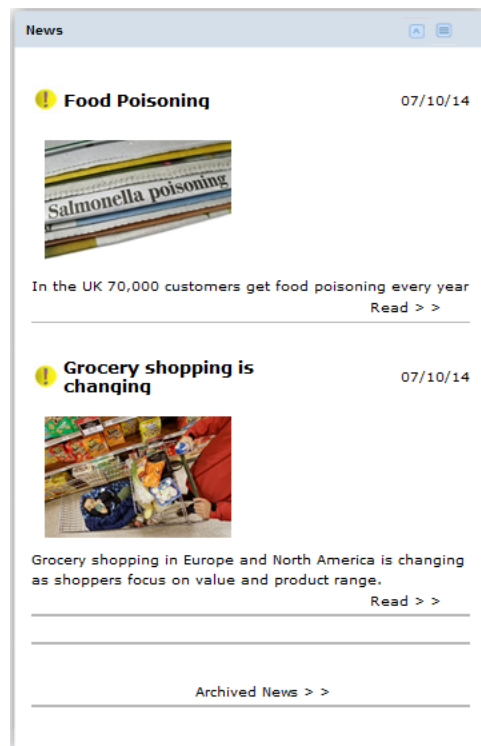 News
Food Poisoning
07/10/14
Salmonella poisoning
In the UK 70,000 customers get food poisoning every year
Read > >
Grocery shopping is
changing
07/10/14
Grocery shopping in Europe and North America is changing
as shoppers focus on value and product range.
Read > >
Archived News > >